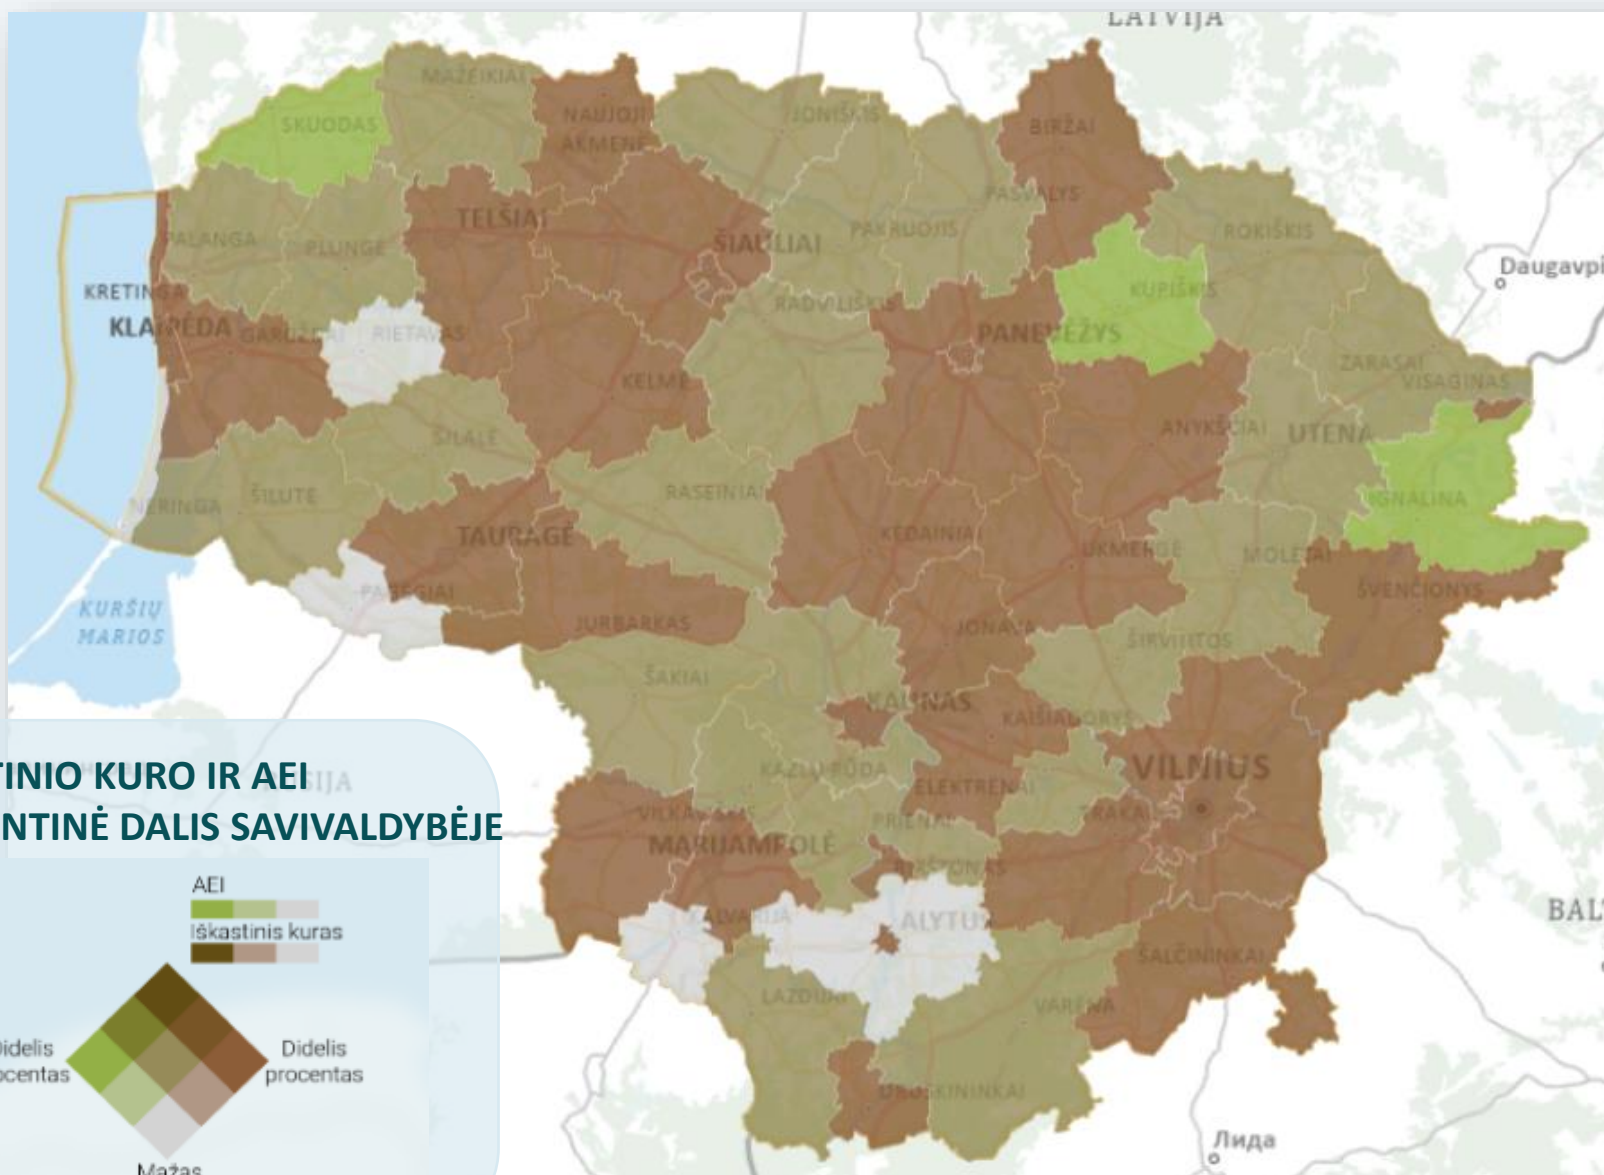 LATVIJA
MAŽEIKIAI
SKUODAS
NAUJOJI
AKMENĖ
JONIŠKIS
BIRŽAI
PASVALYS
TELŠIAI
PALANGA
PLUNGĖ
ŠIAULIAI
PAKRUOJIS
ROKIŠKIS
Daugavpi
KRETINGA
KUPIŠKIS
RADVILIŠKIS
KLAIPĖDA
GARGŽDAI
RIETAVAS
PANEVĖŽYS
ZARASAI
VISAGINAS
KELMĖ
ŠILALĖ
ANYKŠČIAI
UTENA
NERINGA
ŠILUTĖ
RASEINIAI
IGNALINA
TAURAGĖ
KĖDAINIAI
UKMERGĖ
MOLĖTAI
PAGĖGIAI
ŠVENČIONYS
KURŠIŲ
MARIOS
JURBARKAS
JONAVA
ŠIRVINTOS
ŠAKIAI
KAUNAS
KAIŠIADORYS
VILNIUS
KAZLŲ RŪDA
ELEKTRĖNAI
TINIO KURO IR AEI
NTINĖ DALIS SAVIVALDYBĖJE
VILKAVIŠKIS
PRIENAI
TRAKAI
MARIJAMPOLĖ
BIRŠTONAS
KALVARIJA
ALYTUS
BAL
ŠALČININKAI
LAZDIJAI
VARĖNA
DRUSKININKAI
Лида
AEI
Iškastinis kuras
Didelis
procentas
Didelis
procentas
Mažas